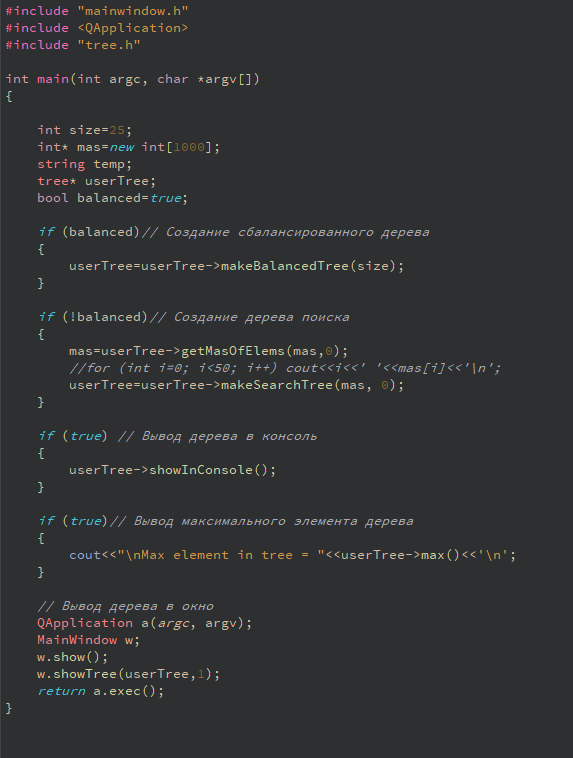 #include "mainwindow.h"
#include <QApplication>
#include "tree.h"
int main(int argc, char *argv[])
{
int size=25;
int* mas=new int[1000];
string temp;
tree* userTree;
bool balanced=true;
if (balanced)// Создание сбалансированного дерева
{
userTree=userTree->makeBalancedTree(size);
}
if (!balanced)// Создание дерева поиска
{
mas=userTree->getMasOfElems(mas,0);
//for (int i=0; i<50; i++) cout<<i<<' '<<mas[i]<<'\n';
userTree=userTree->makeSearchTree(mas, 0);
}
if (true) // Вывод дерева в консоль
{
userTree->showInConsole();
}
if (true)// Вывод максимального элемента дерева
{
cout<<"\nMax element in tree = "<<userTree->max()<<'\n';
}
// Вывод дерева в окно
QApplication a(argc, argv);
MainWindow w;
w.show();
w.showTree(userTree,1);
return a.exec();
}